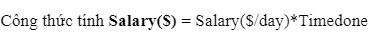 Công thức tính Salary($) = Salary($/day)*Timedone